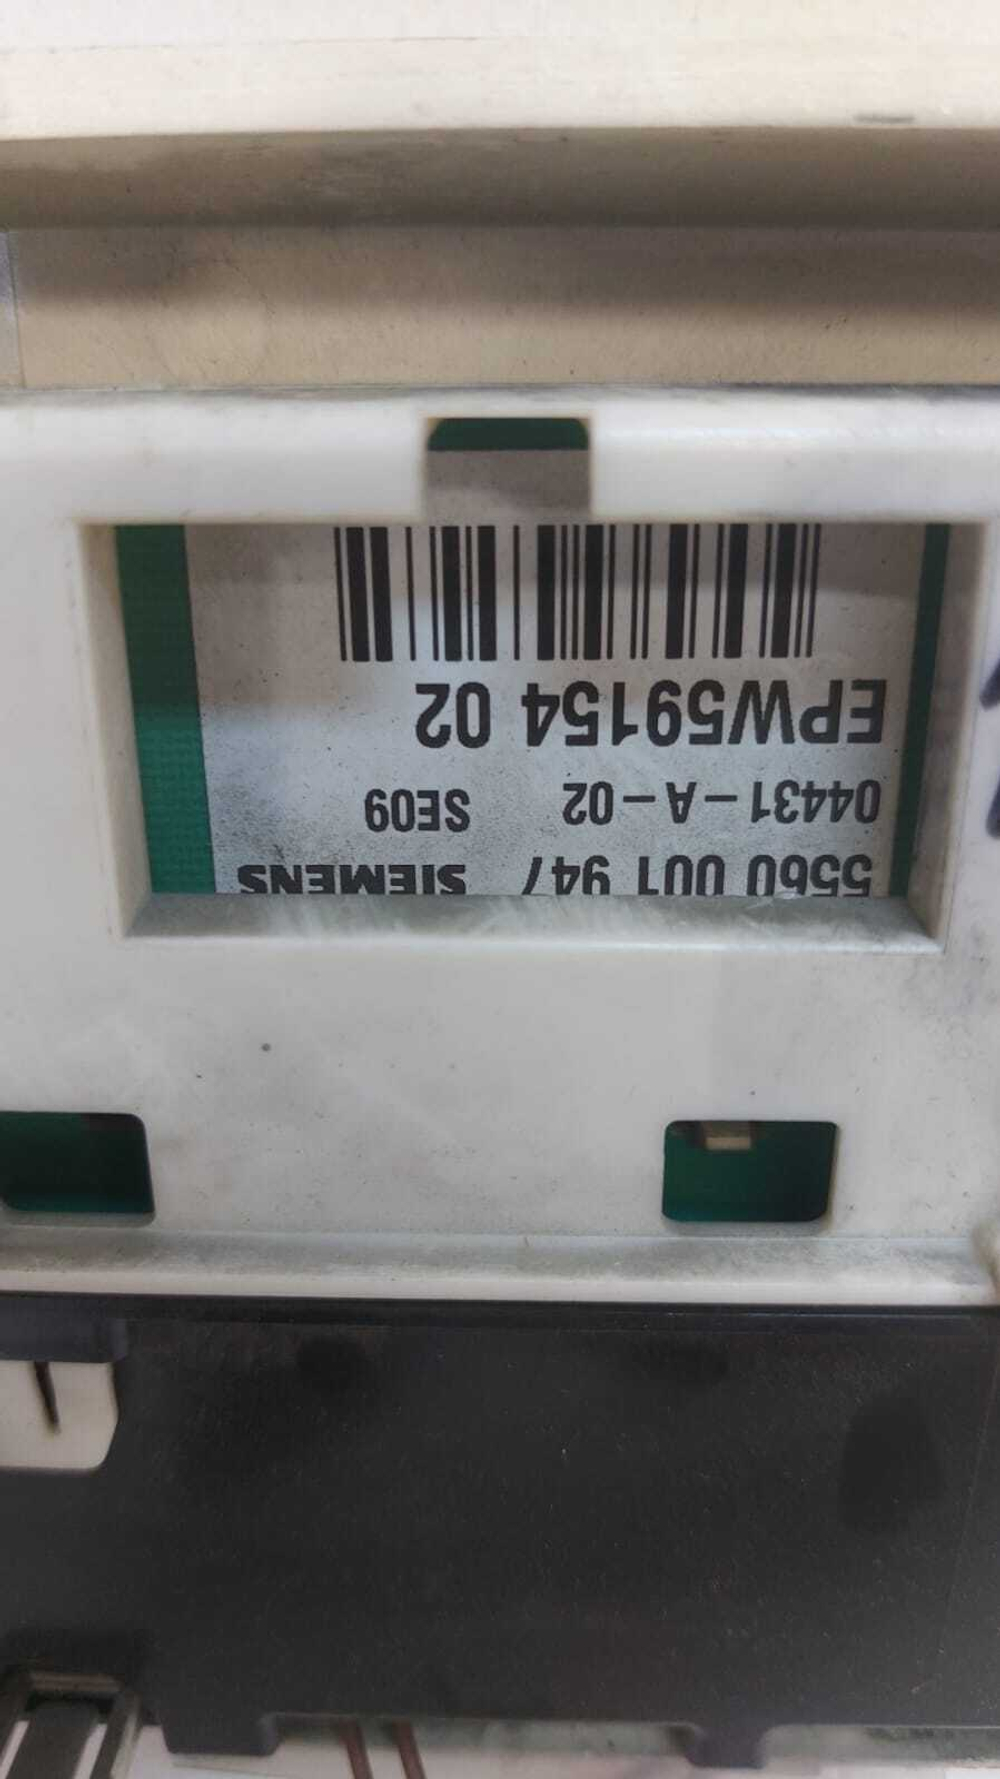 5560 001 947 SIEMENS
04431-A-02 SE09
EPW59154 02